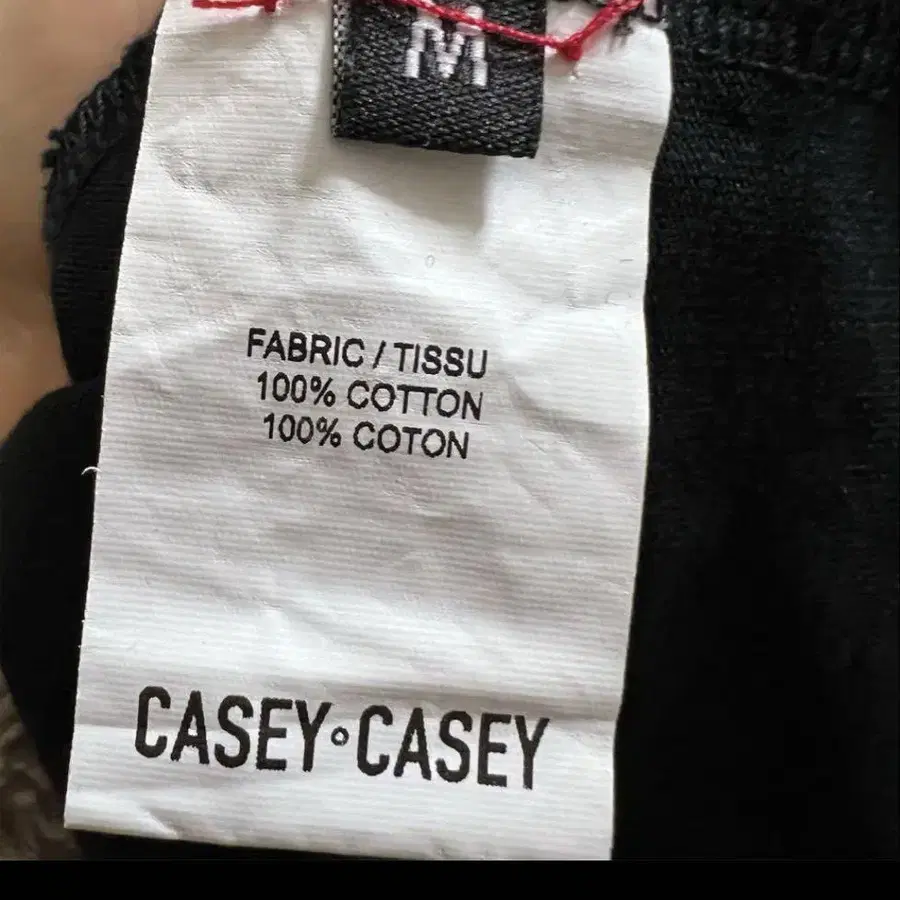 M
FABRIC / TISSU
100% COTTON
100% COTON
CASEY∘CASEY